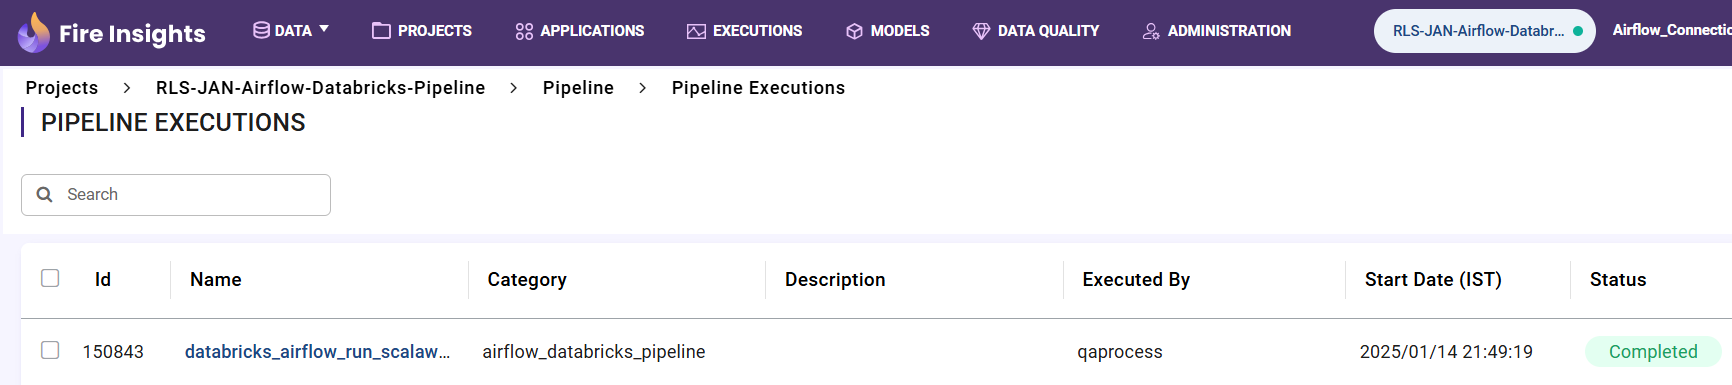 Fire Insights DATA PROJECTS APPLICATIONS EXECUTIONS MODELS DATA QUALITY ADMINISTRATION RLS-JAN-Airflow-Databr... Airflow_Connectio
Projects > RLS-JAN-Airflow-Databricks-Pipeline > Pipeline > Pipeline Executions
PIPELINE EXECUTIONS
Search
Id Name Category Description Executed By Start Date (IST) Status
150843 databricks_airflow_run_scalaw... airflow_databricks_pipeline qaprocess 2025/01/14 21:49:19 Completed